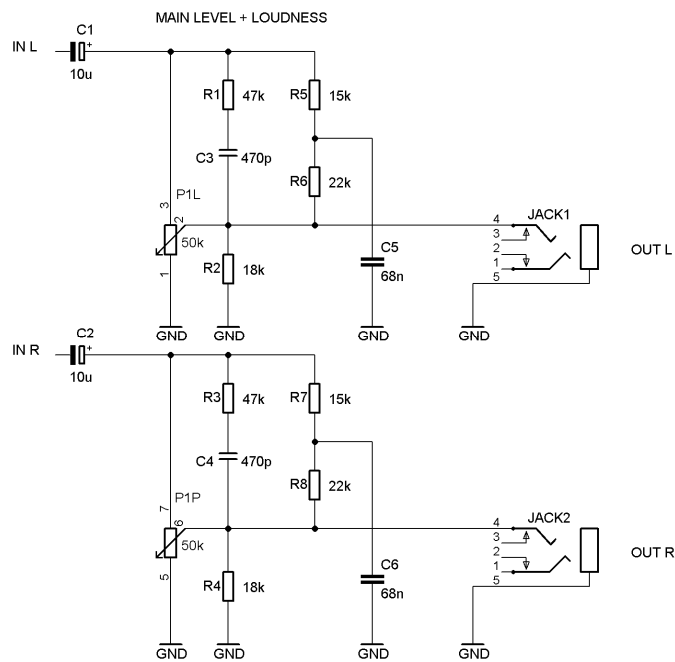 MAIN LEVEL + LOUDNESS
C1
IN L
+
10u
R1 47k
R5 15k
C3 470p
R6 22k
P1L
3
2
50k
1
R2 18k
C5
68n
4
3
2
1
5
JACK1
OUT L
GND GND GND GND
C2
IN R
+
10u
R3 47k
R7 15k
C4 470p
R8 22k
P1P
7
6
50k
5
R4 18k
C6
68n
4
3
2
1
5
JACK2
OUT R
GND GND GND GND